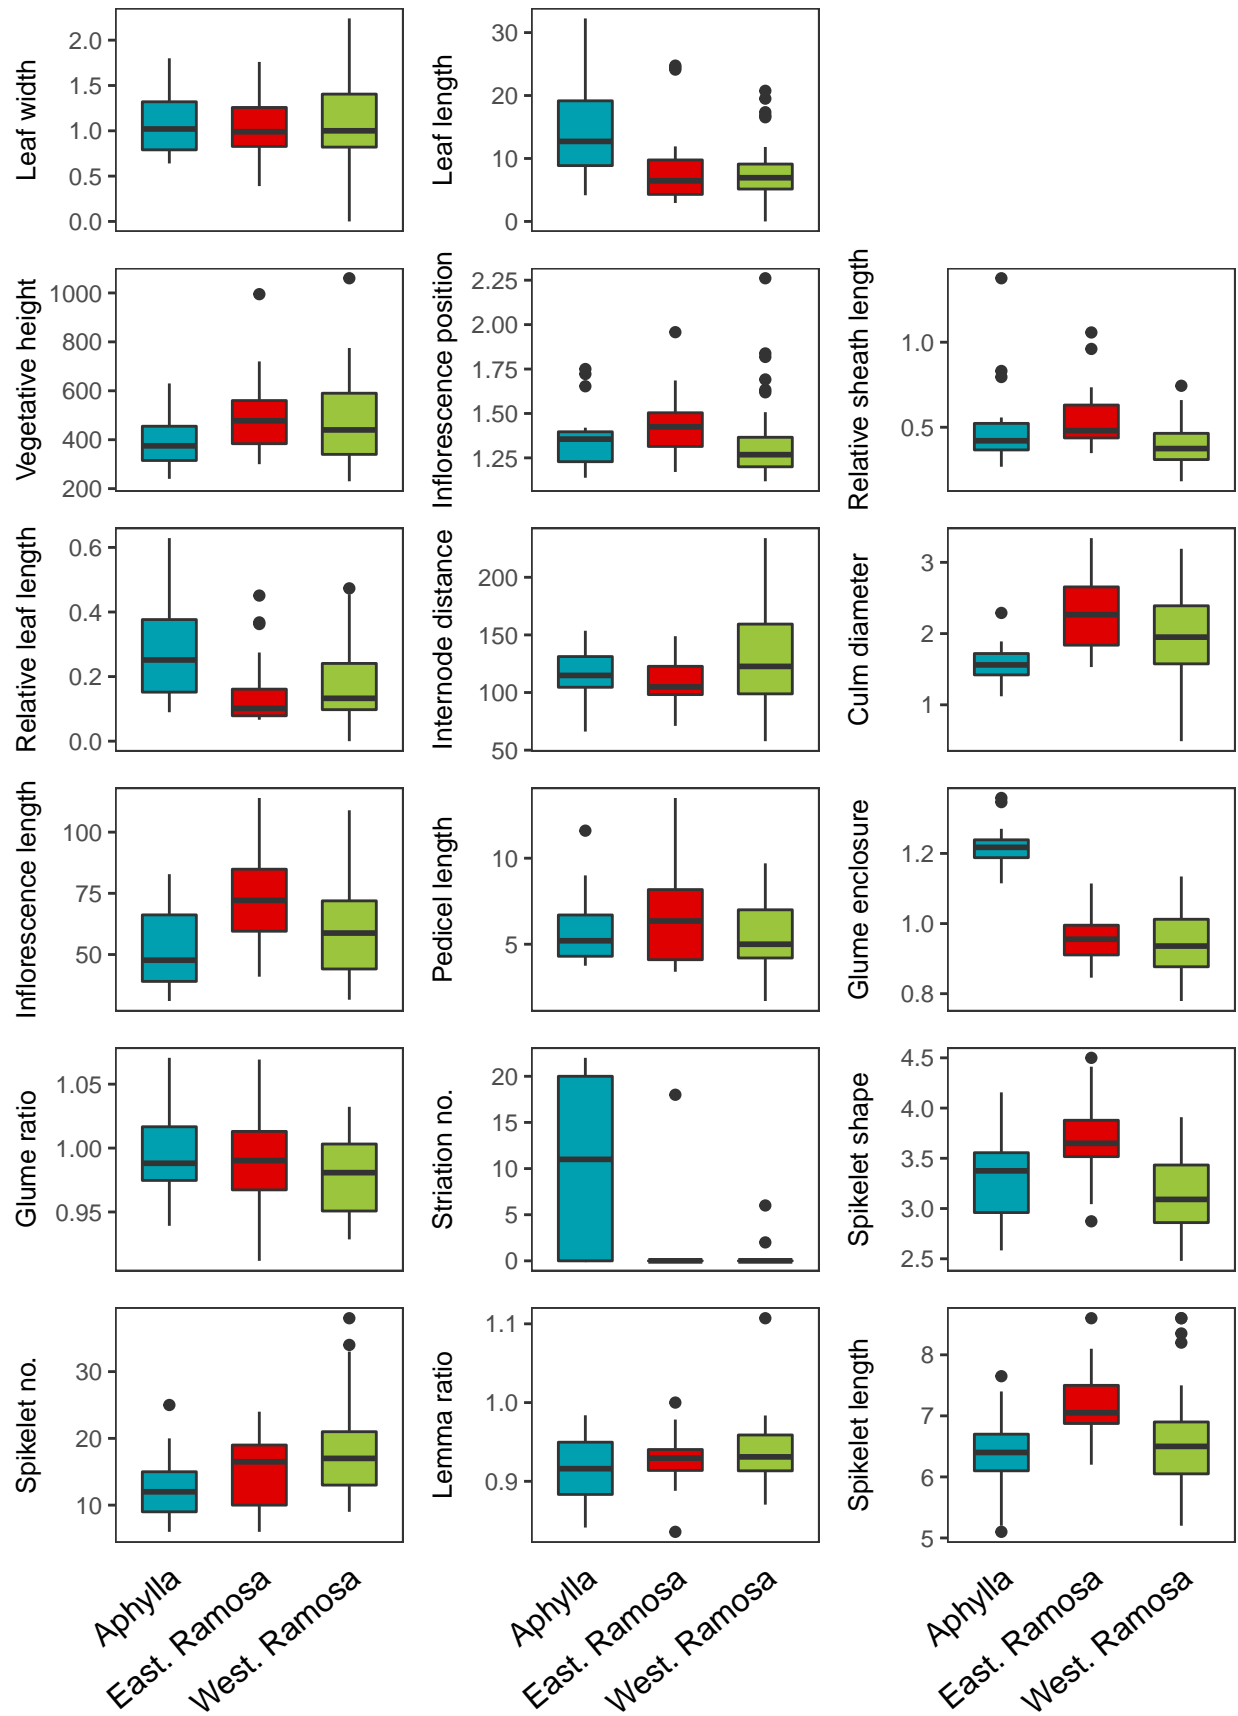 Leaf width
2.0
1.5
1.0
0.5
0.0
Leaf length
30
20
10
0
Vegetative height
1000
800
600
400
200
Inflorescence position
2.25
2.00
1.75
1.50
1.25
Relative sheath length
1.0
0.5
Relative leaf length
0.6
0.4
0.2
0.0
Internode distance
200
150
100
50
Culm diameter
3
2
1
Inflorescence length
100
75
50
Pedicel length
10
5
Glume enclosure
1.2
1.0
0.8
Glume ratio
1.05
1.00
0.95
Striation no.
20
15
10
5
0
Spikelet shape
4.5
4.0
3.5
3.0
2.5
Spikelet no.
30
20
10
Lemma ratio
1.1
1.0
0.9
Spikelet length
8
7
6
5
Aphylla
East. Ramosa
West. Ramosa
Aphylla
East. Ramosa
West. Ramosa
Aphylla
East. Ramosa
West. Ramosa